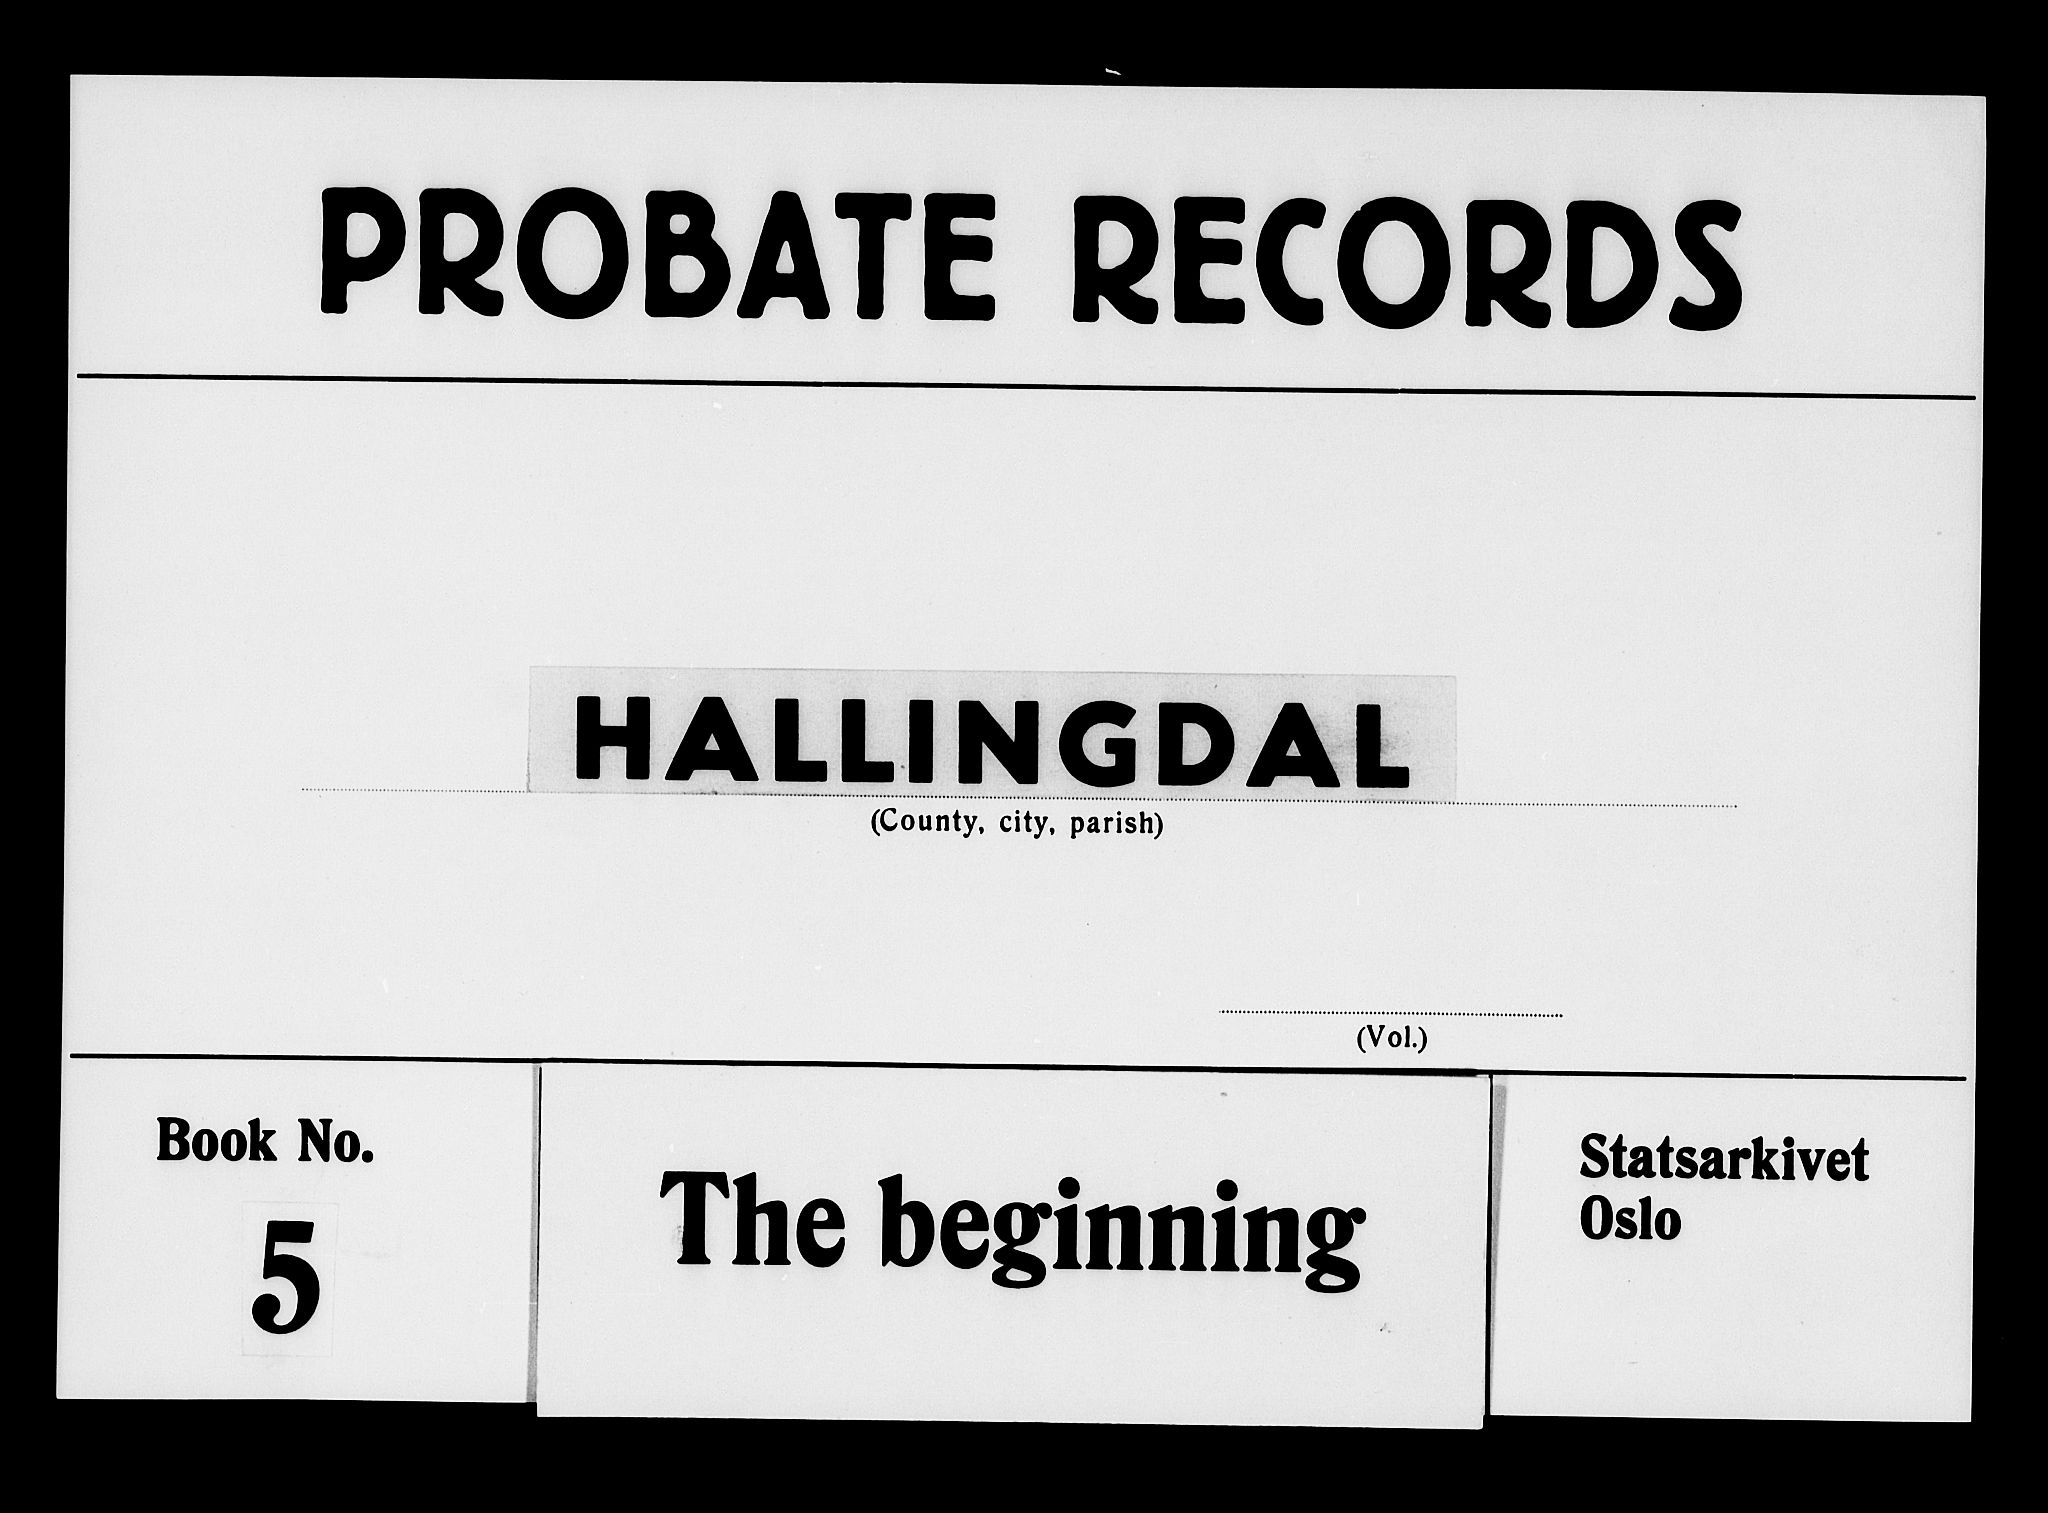 PROBATE RECORDS
HALLINGDAL
(County, city, parish)
(Vol.)
Book No.
5
The beginning
Statsarkivet
Oslo